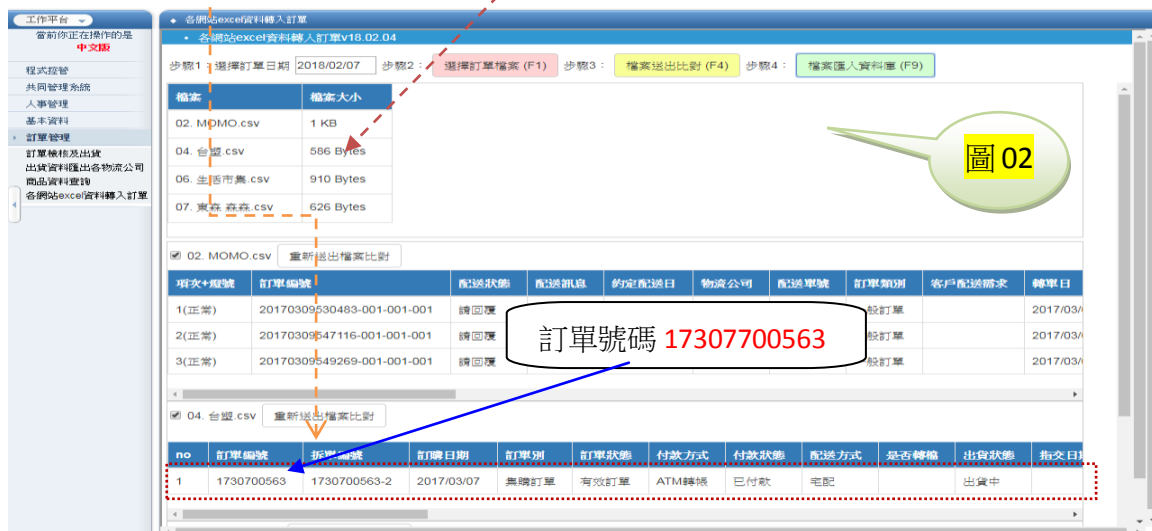 工作平台
當前你正在操作的是
中文版
程式控管
共同管理系統
人事管理
基本資料
訂單管理
訂單檢核及出貨
出貨資料匯出各物流公司
商品資料查詢
各網站excel資料轉入訂單
各網站excel資料轉入訂單
各網站excel資料轉入訂單v18.02.04
步驟1：選擇訂單日期 2018/02/07 步驟2： 選擇訂單檔案 (F1) 步驟3： 檔案送出比對 (F4) 步驟4： 檔案匯入資料庫 (F9)
檔案 檔案大小
02. MOMO.csv 1 KB
04. 台塑.csv 586 Bytes
06. 生活市集.csv 910 Bytes
07. 東森 森森.csv 626 Bytes
圖 02
02. MOMO.csv 重新送出檔案比對
項次+瑕號 訂單編號 配送狀態 配送訊息 約定配送日 物流公司 配送單號 訂單類別 客戶配送需求 轉單日
1(正常) 20170309530483-001-001-001 請回覆 般訂單 2017/03/
2(正常) 20170309547116-001-001-001 請回覆 般訂單 2017/03/
3(正常) 20170309549269-001-001-001 請回覆 般訂單 2017/03/
訂單號碼 17307700563
04. 台塑.csv 重新送出檔案比對
no 訂單編號 拆單編號 訂購日期 訂單別 訂單狀態 付款方式 付款狀態 配送方式 是否轉檔 出貨狀態 指交日
1 1730700563 1730700563-2 2017/03/07 集購訂單 有效訂單 ATM轉帳 已付款 宅配 出貨中